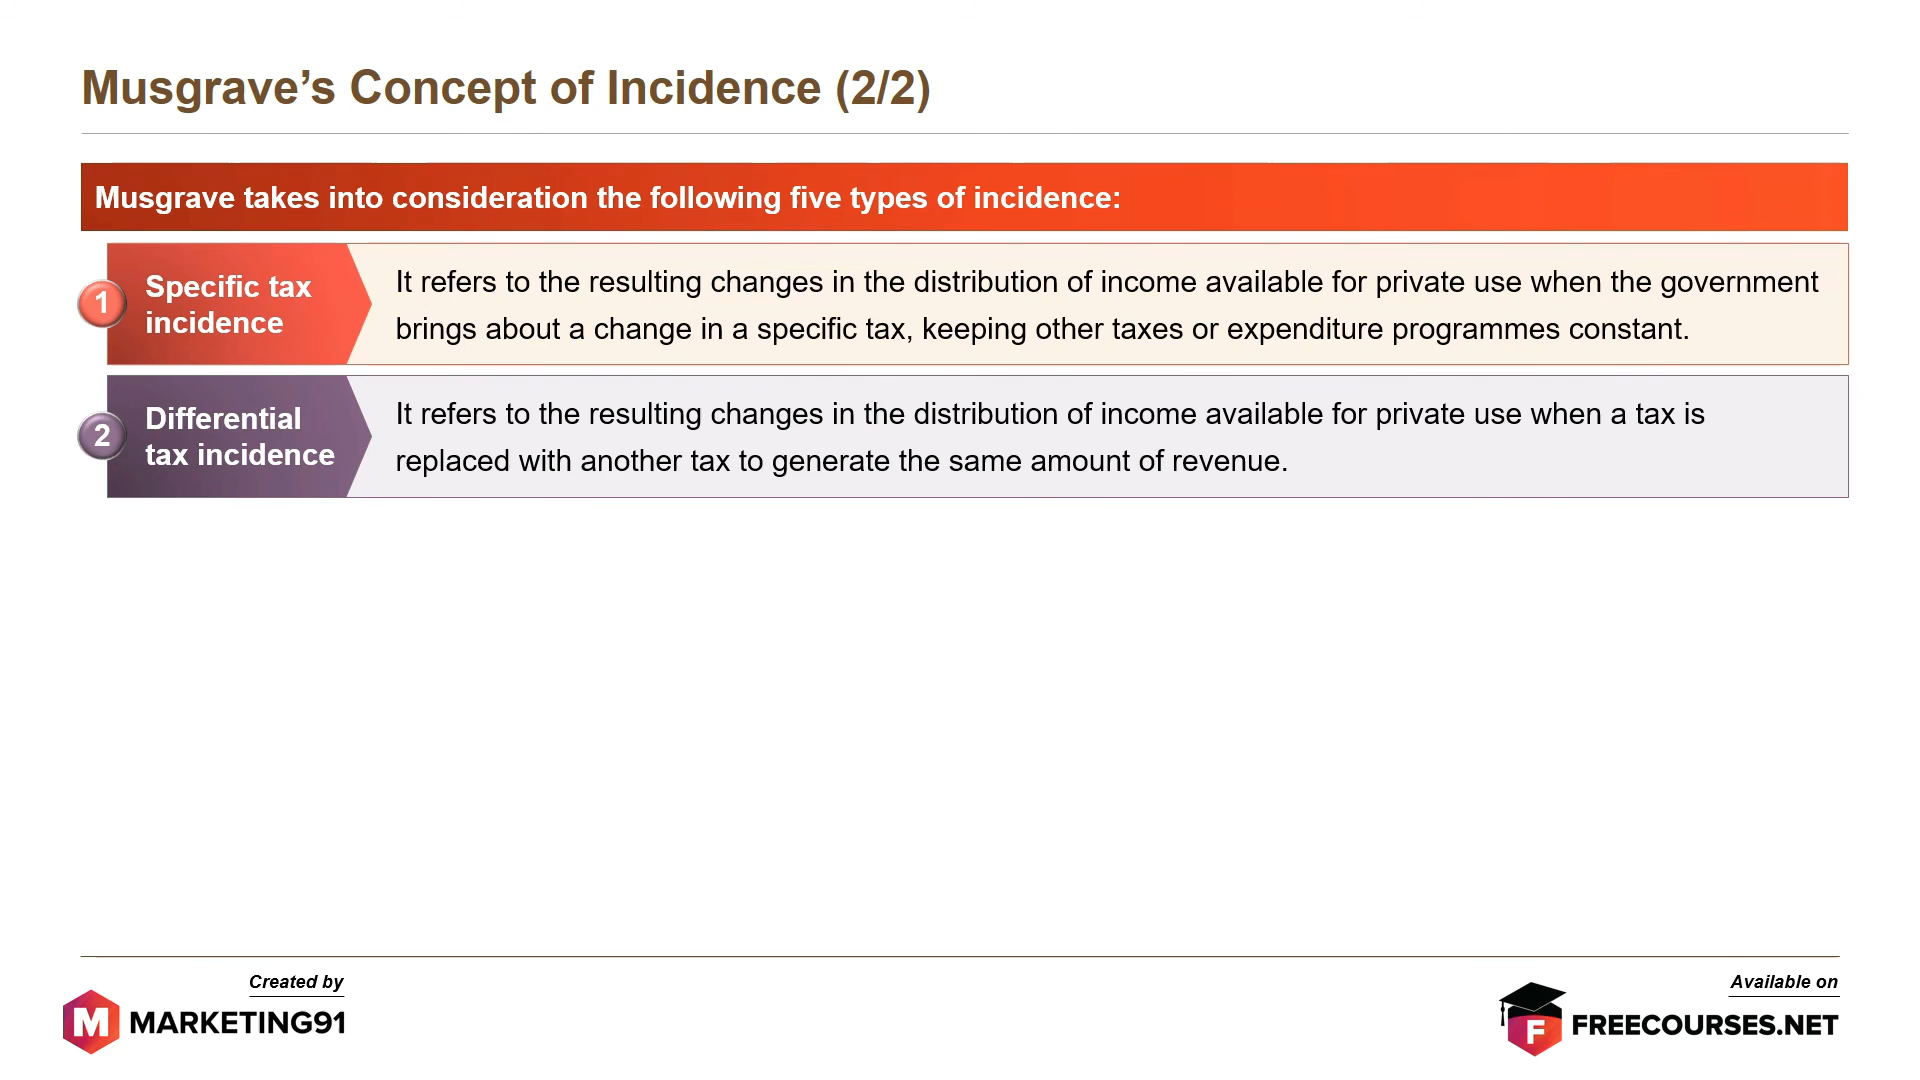 Musgrave’s Concept of Incidence (2/2)
Musgrave takes into consideration the following five types of incidence:
1
Specific tax
incidence
It refers to the resulting changes in the distribution of income available for private use when the government
brings about a change in a specific tax, keeping other taxes or expenditure programmes constant.
2
Differential
tax incidence
It refers to the resulting changes in the distribution of income available for private use when a tax is
replaced with another tax to generate the same amount of revenue.
Created by
M MARKETING91
Available on
F FREECOURSES.NET